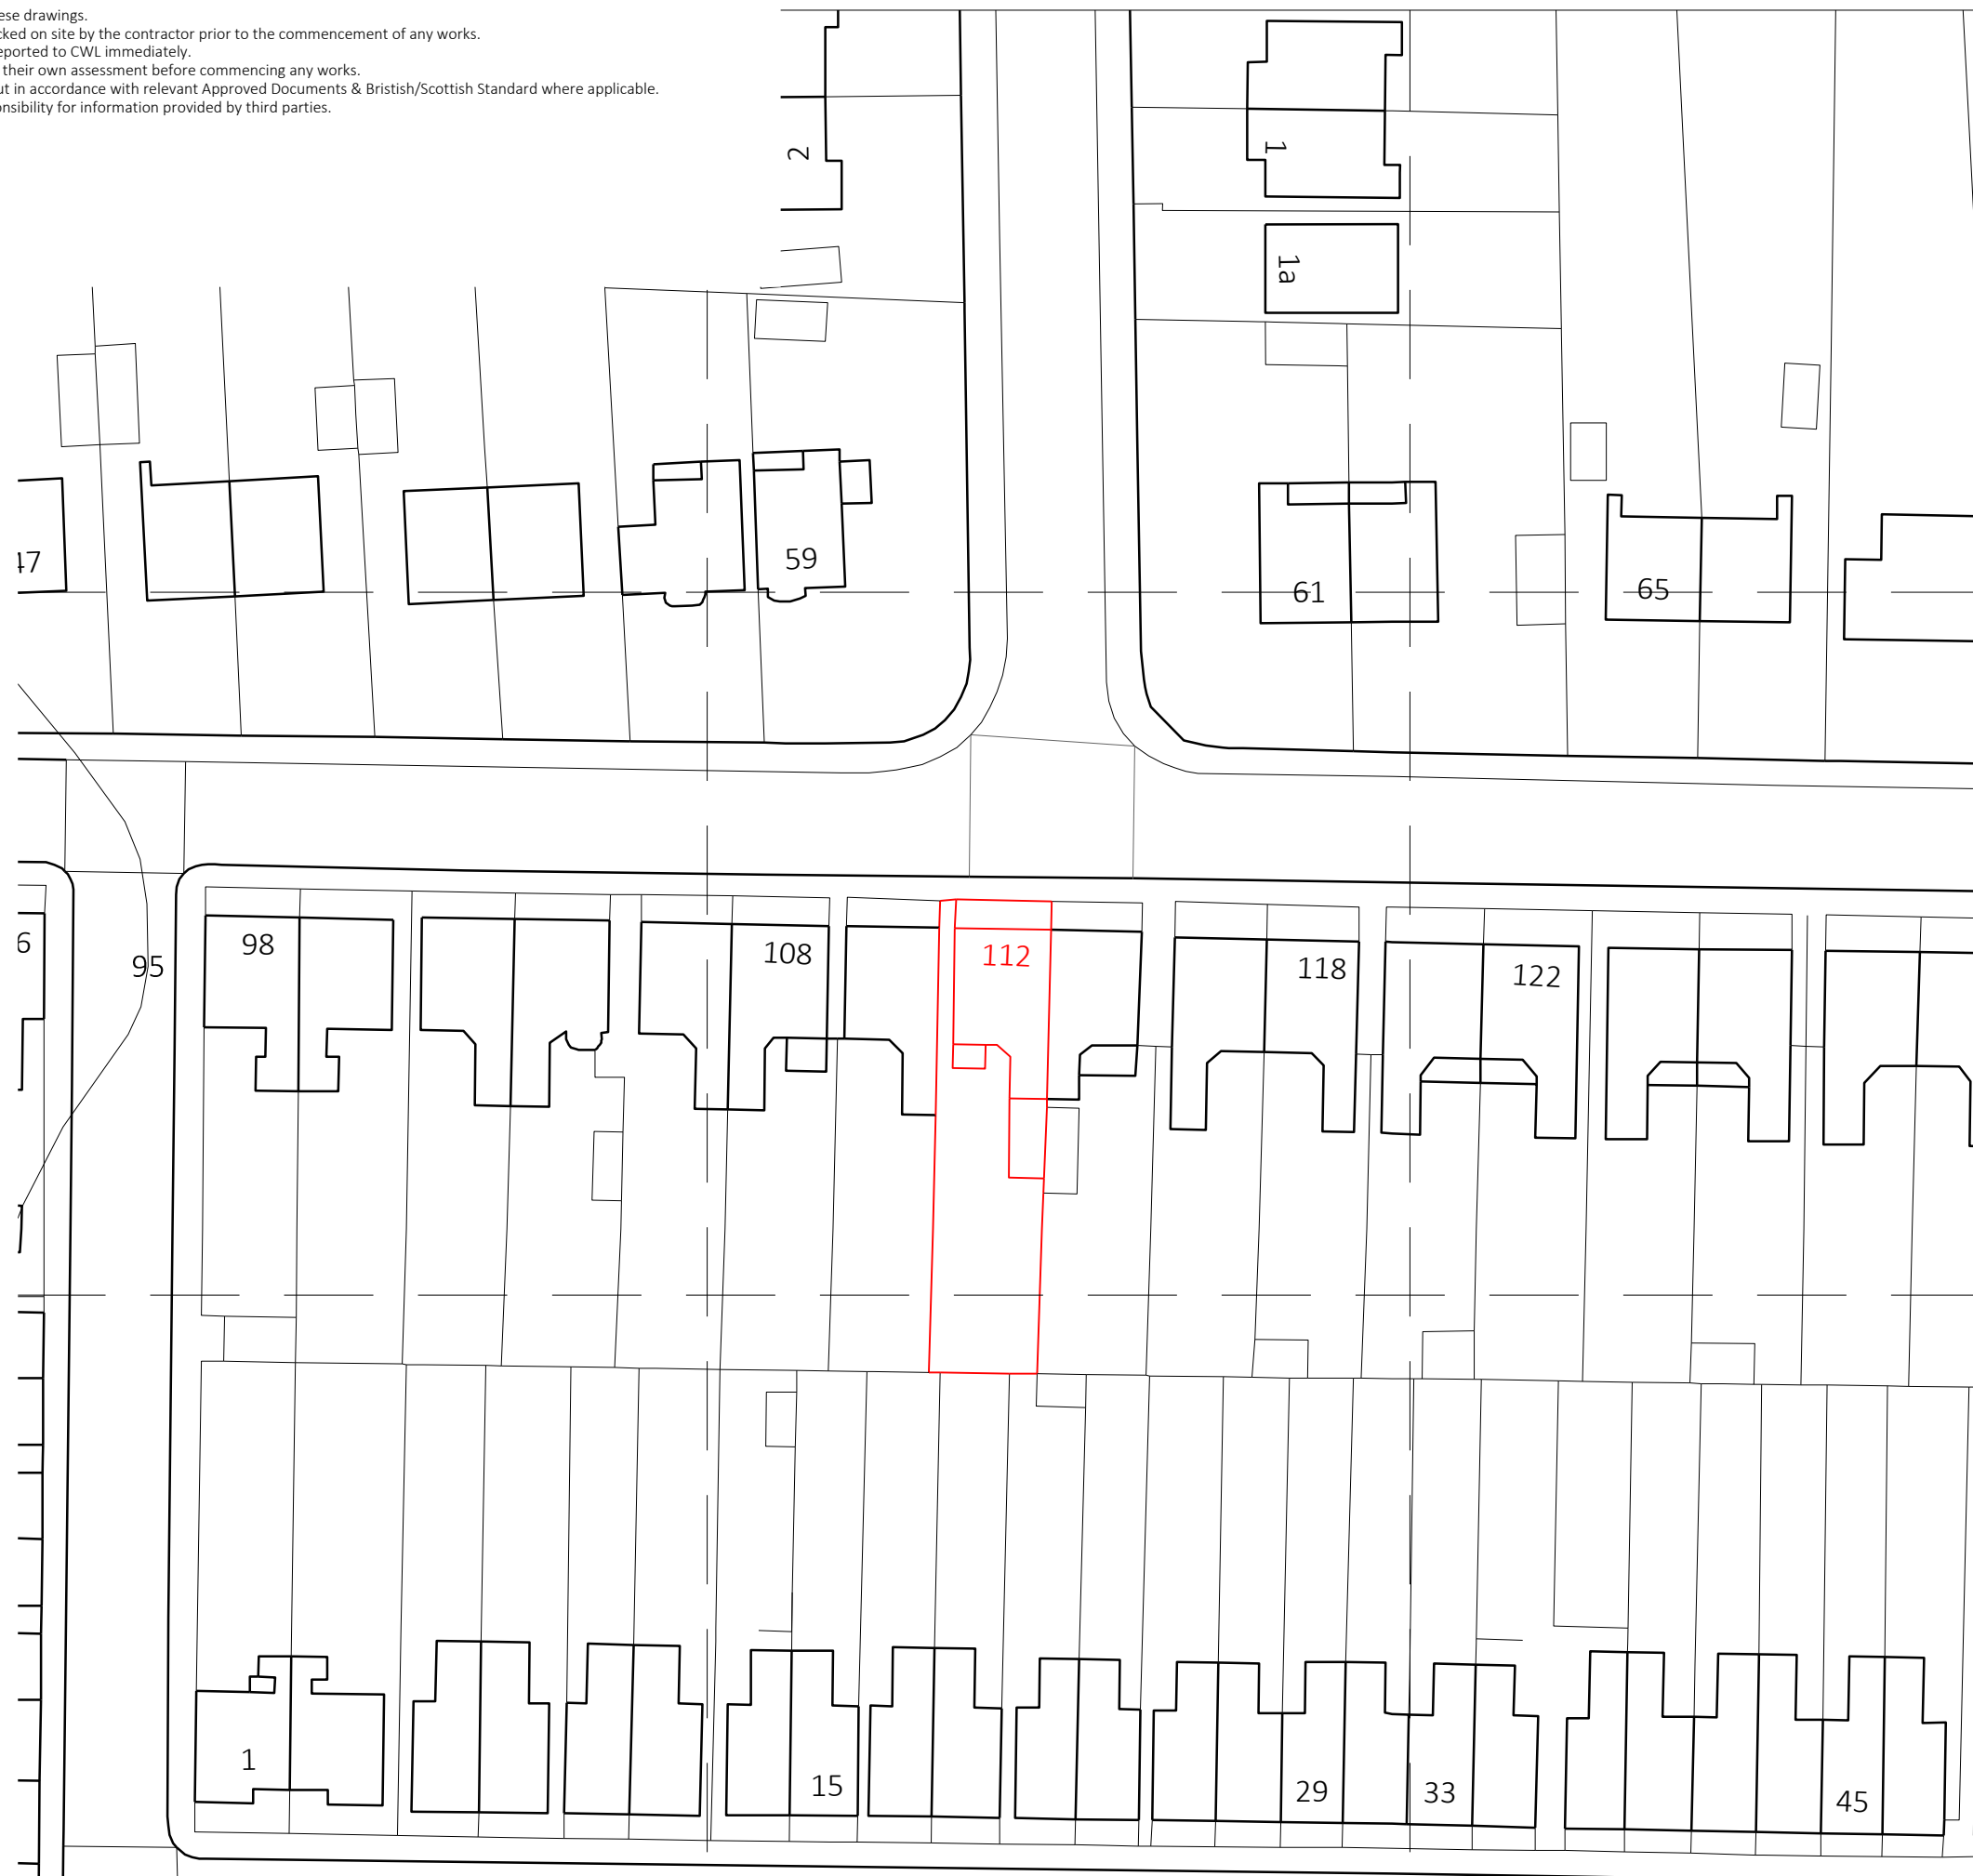 ese drawings.
cked on site by the contractor prior to the commencement of any works.
eported to CWL immediately.
their own assessment before commencing any works.
ut in accordance with relevant Approved Documents & Bristish/Scottish Standard where applicable.
onsibility for information provided by third parties.
2
1
1a
47
59
61
65
6
95
98
108
112
118
122
1
15
29
33
45